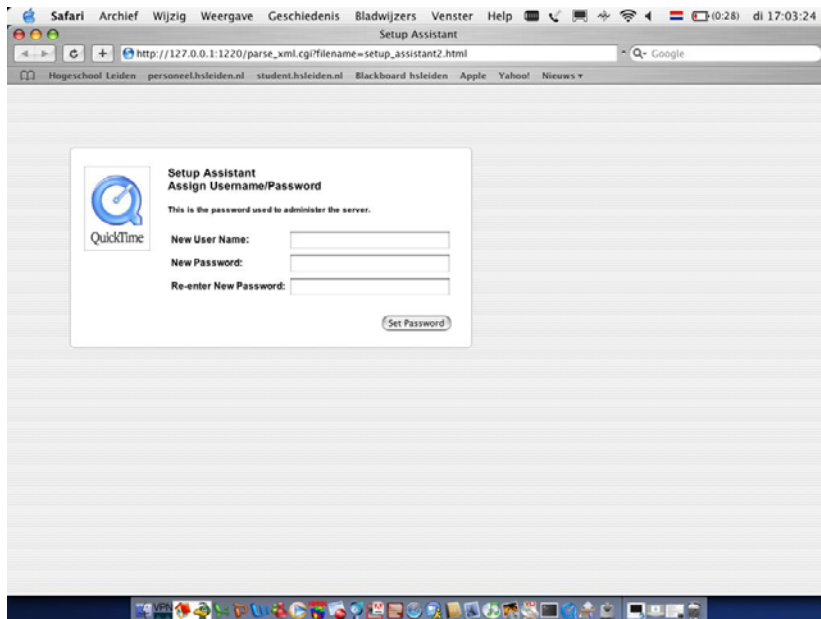 Safari Archief Wijzig Weergave Geschiedenis Bladwijzers Venster Help (0:28) di 17:03:24
Setup Assistant
http://127.0.0.1:1220/parse_xml.cgi?filename=setup_assistant2.html
Q- Google
Hogeschool Leiden personeel.hsleiden.nl student.hsleiden.nl Blackboard hsleiden Apple Yahoo! Nieuws
Setup Assistant
Assign Username/Password
This is the password used to administer the server.
QuickTime
New User Name:
New Password:
Re-enter New Password:
Set Password
VPN